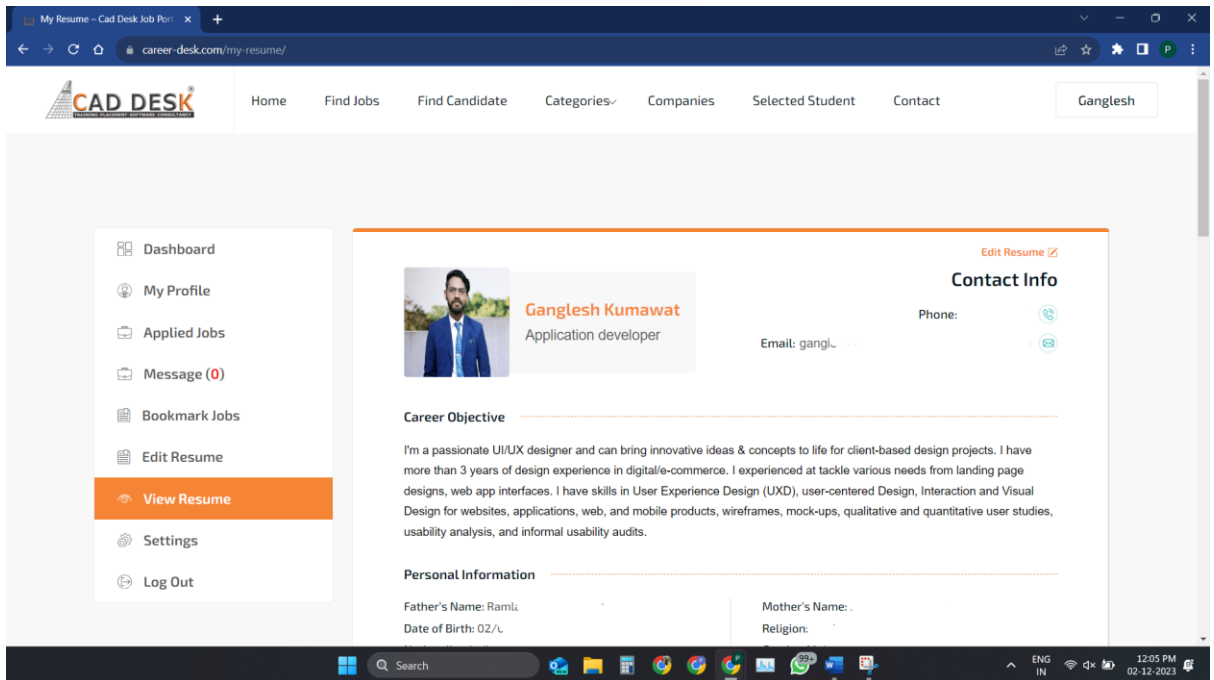 My Resume – Cad Desk Job Por
career-desk.com/my-resume/
P
CAD DESK
TRAINING PLACEMENT SOFTWARE CONSULTANCY
Home Find Jobs Find Candidate Categories Companies Selected Student Contact Ganglesh
Dashboard
My Profile
Applied Jobs
Message (0)
Bookmark Jobs
Edit Resume
View Resume
Settings
Log Out
Edit Resume
Contact Info
Ganglesh Kumawat
Application developer
Phone:
Email:
Career Objective
I'm a passionate UI/UX designer and can bring innovative ideas & concepts to life for client-based design projects. I have
more than 3 years of design experience in digital/e-commerce. I experienced at tackle various needs from landing page
designs, web app interfaces. I have skills in User Experience Design (UXD), user-centered Design, Interaction and Visual
Design for websites, applications, web, and mobile products, wireframes, mock-ups, qualitative and quantitative user studies,
usability analysis, and informal usability audits.
Personal Information
Father's Name: Mother's Name:
Date of Birth: 02/ Religion:
Search
99+
ENG
IN
12:05 PM
02-12-2023